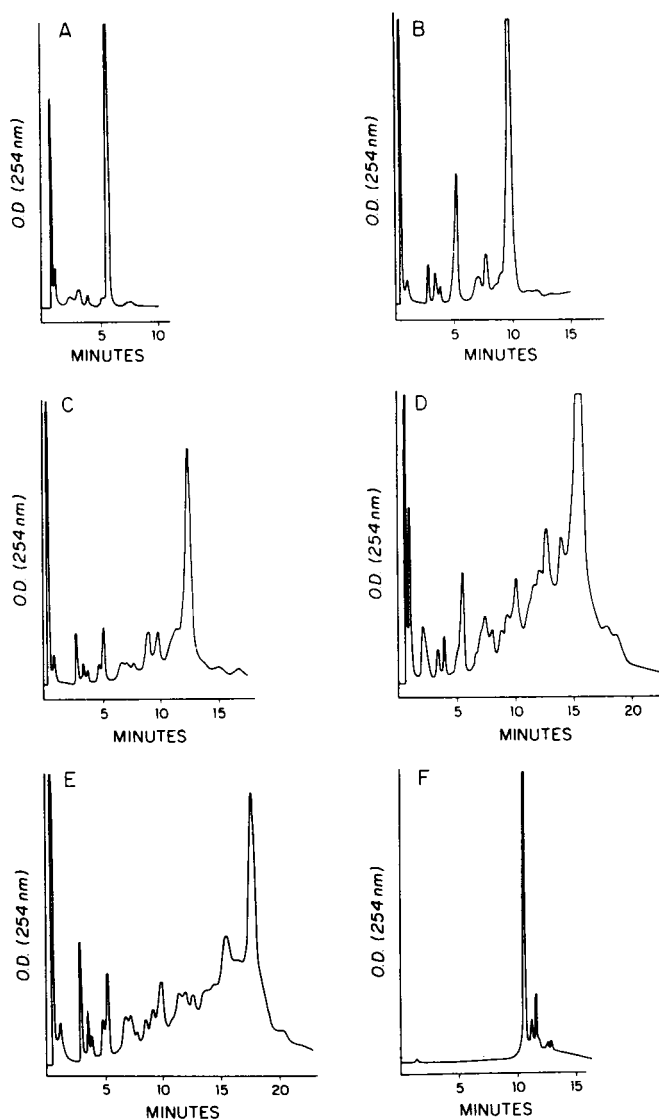 A
O.D. (254 nm)
5 10
MINUTES
B
O.D. (254 nm)
5 10 15
MINUTES
C
O.D. (254 nm)
5 10 15
MINUTES
D
O.D. (254 nm)
5 10 15 20
MINUTES
E
O.D. (254 nm)
5 10 15 20
MINUTES
F
O.D. (254 nm)
5 10 15
MINUTES